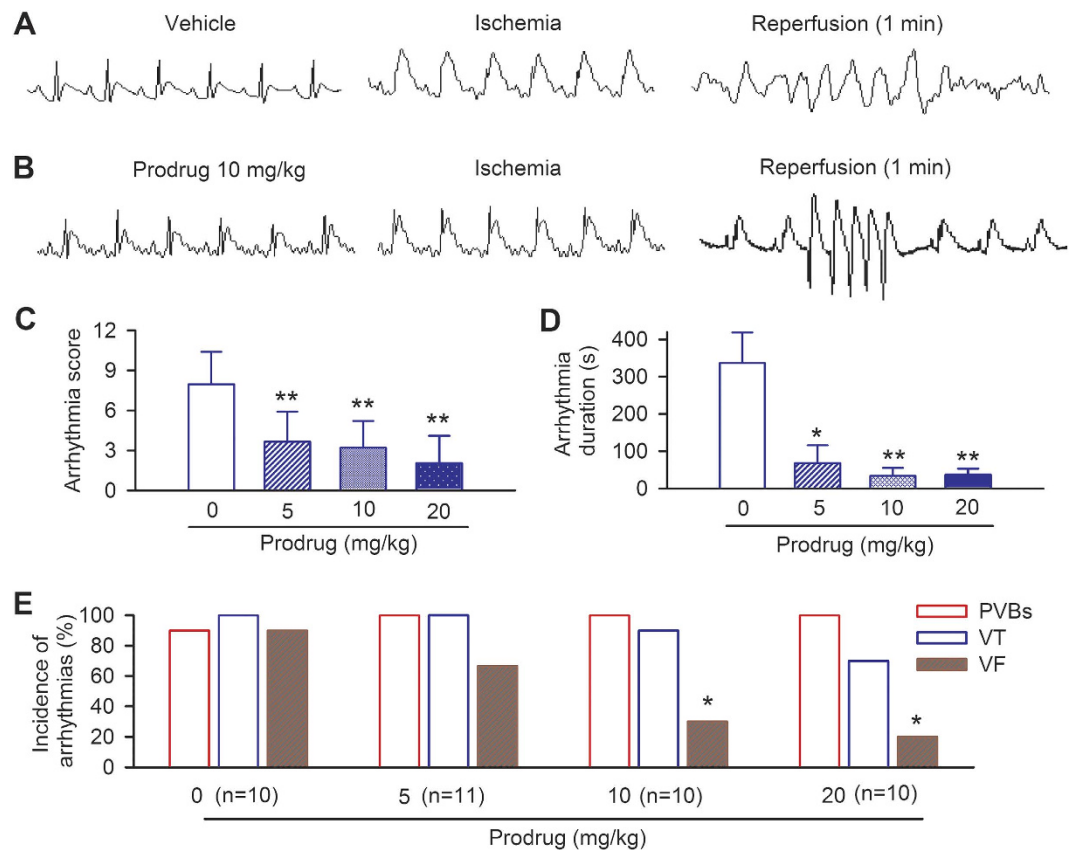 A
Vehicle
Ischemia
Reperfusion (1 min)
B
Prodrug 10 mg/kg
Ischemia
Reperfusion (1 min)
C
Arrhythmia score
12
9
6
3
0
**
**
**
0 5 10 20
Prodrug (mg/kg)
D
Arrhythmia
duration (s)
400
300
200
100
0
*
**
**
0 5 10 20
Prodrug (mg/kg)
E
Incidence of
arrhythmias (%)
100
80
60
40
20
0
*
*
PVBs
VT
VF
0 (n=10) 5 (n=11) 10 (n=10) 20 (n=10)
Prodrug (mg/kg)